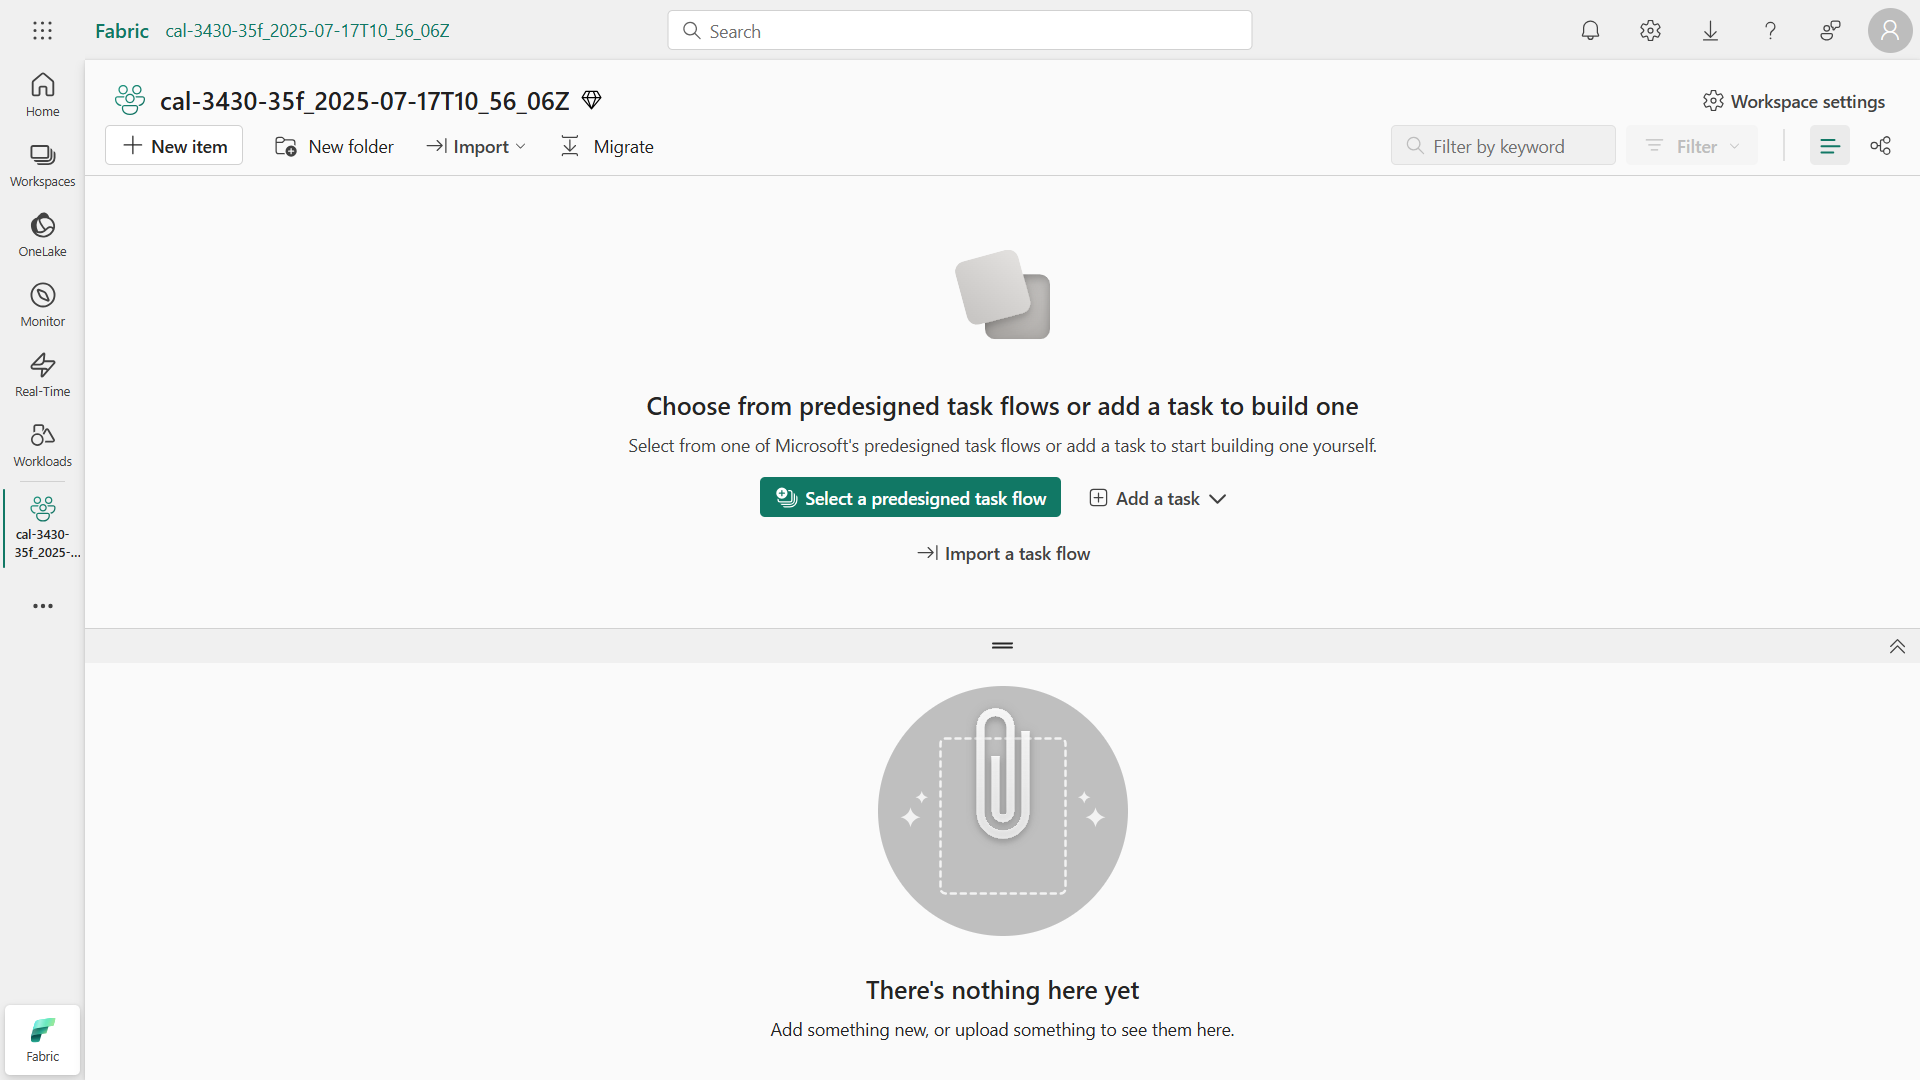 Fabric cal-3430-35f_2025-07-17T10_56_06Z
Search
Home
Workspaces
OneLake
Monitor
Real-Time
Workloads
cal-3430-
35f_2025-...
Fabric
cal-3430-35f_2025-07-17T10_56_06Z
Workspace settings
New item New folder Import Migrate
Filter by keyword Filter
Choose from predesigned task flows or add a task to build one
Select from one of Microsoft's predesigned task flows or add a task to start building one yourself.
Select a predesigned task flow Add a task
Import a task flow
There's nothing here yet
Add something new, or upload something to see them here.